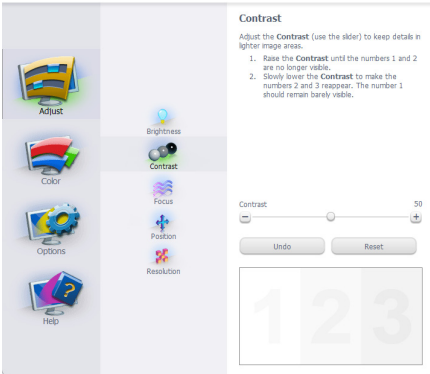 Adjust
Color
Options
Help
Brightness
Contrast
Focus
Position
Resolution
Contrast
Adjust the Contrast (use the slider) to keep details in
lighter image areas.
1. Raise the Contrast until the numbers 1 and 2
are no longer visible.
2. Slowly lower the Contrast to make the
numbers 2 and 3 reappear. The number 1
should remain barely visible.
Contrast 50
Undo Reset
1 2 3